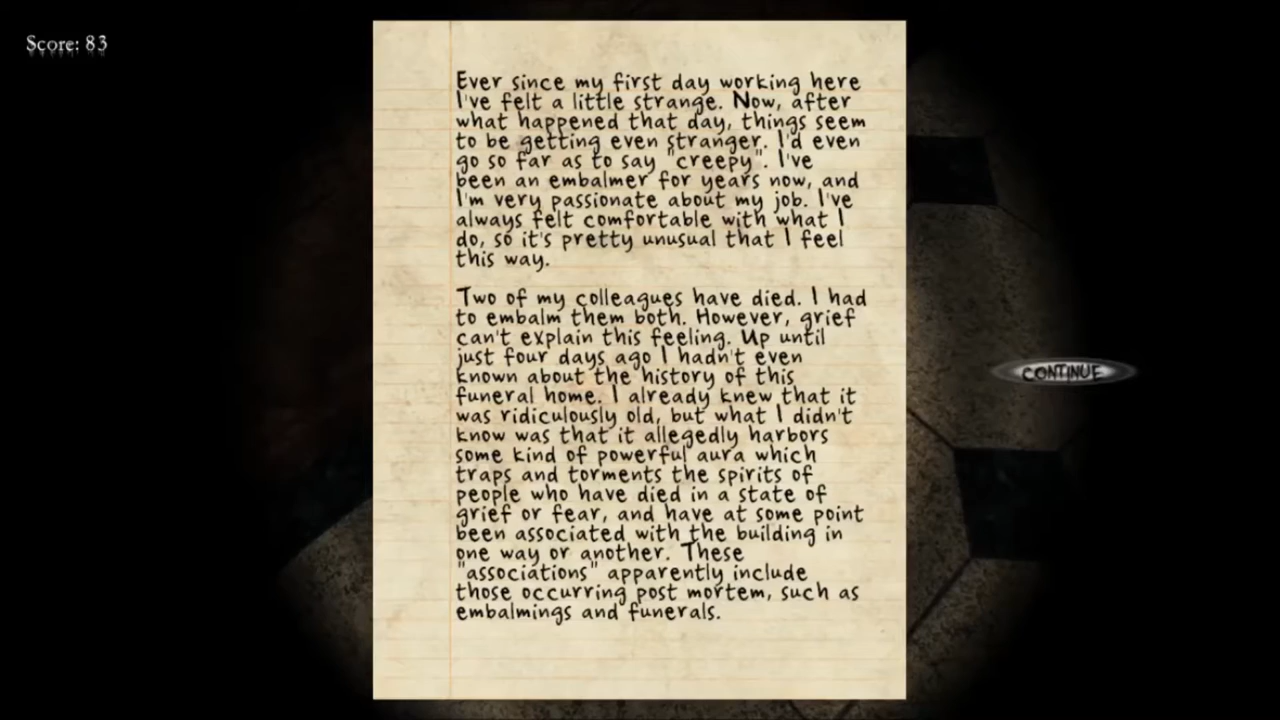 Score: 83
Ever since my first day working here
I've felt a little strange. Now, after
what happened that day, things seem
to be getting even stranger. I'd even
go so far as to say "creepy". I've
been an embalmer for years now, and
I'm very passionate about my job. I've
always felt comfortable with what I
do, so it's pretty unusual that I feel
this way.
Two of my colleagues have died. I had
to embalm them both. However, grief
can't explain this feeling. Up until
just four days ago I hadn't even
known about the history of this
funeral home. I already knew that it
was ridiculously old, but what I didn't
know was that it allegedly harbors
some kind of powerful aura which
traps and torments the spirits of
people who have died in a state of
grief or fear, and have at some point
been associated with the building in
one way or another. These
"associations" apparently include
those occurring post mortem, such as
embalmings and funerals.
CONTINUE